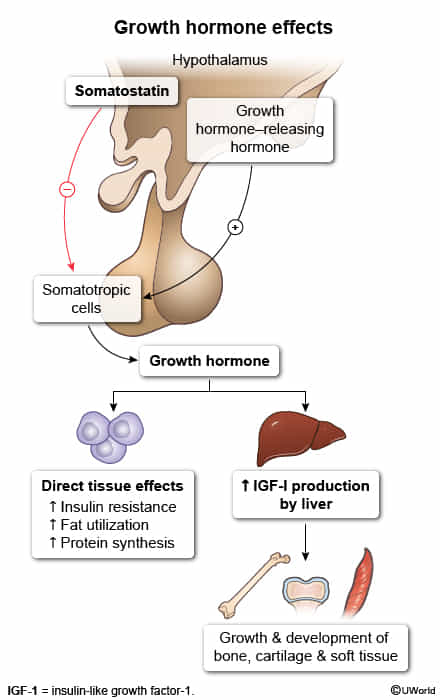 Growth hormone effects
Hypothalamus
Somatostatin
Growth
hormone–releasing
hormone
−
+
Somatotropic
cells
Growth hormone
Direct tissue effects
↑ Insulin resistance
↑ Fat utilization
↑ Protein synthesis
↑ IGF-I production
by liver
Growth & development of
bone, cartilage & soft tissue
IGF-1 = insulin-like growth factor-1.
©UWorld